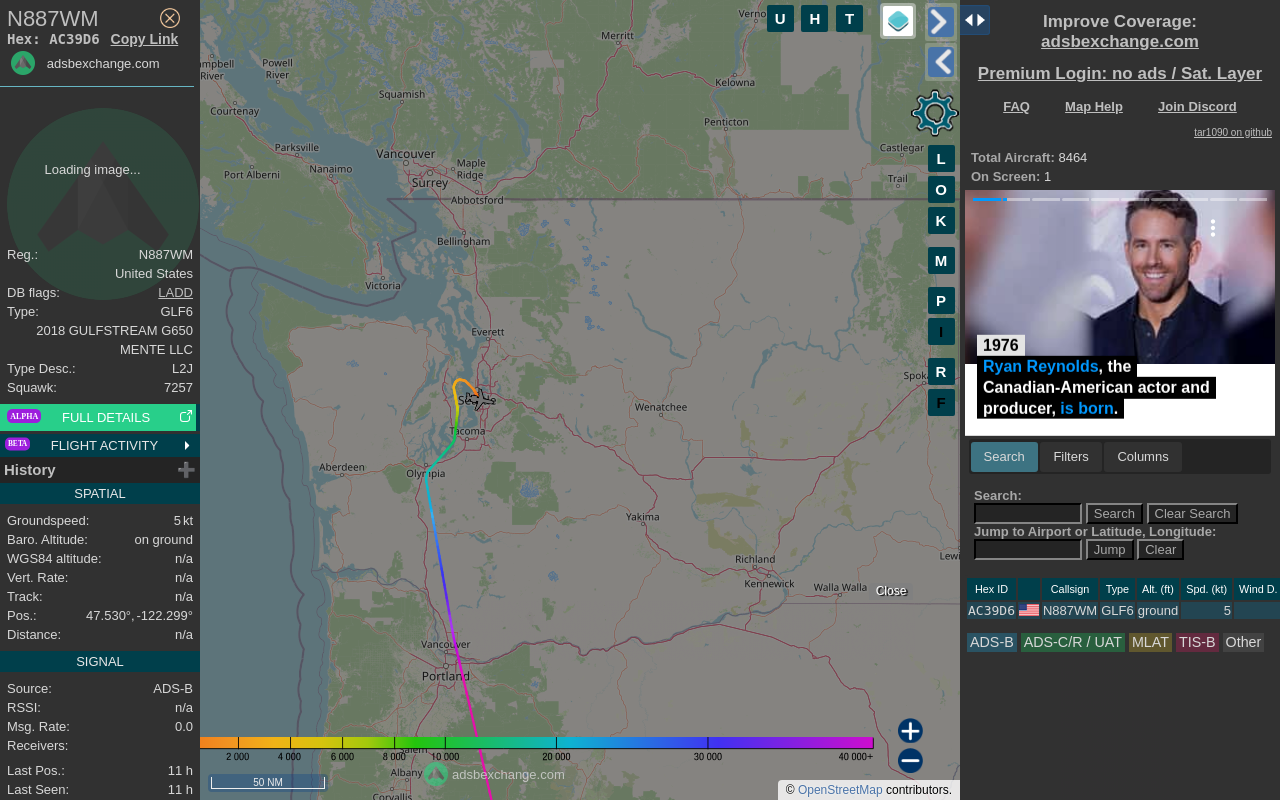 N887WM
Hex: AC39D6 Copy Link
adsbexchange.com
Loading image...
Reg.: N887WM
United States
DB flags: LADD
Type: GLF6
2018 GULFSTREAM G650
MENTE LLC
Type Desc.: L2J
Squawk: 7257
ALPHA FULL DETAILS
BETA FLIGHT ACTIVITY
History
SPATIAL
Groundspeed: 5 kt
Baro. Altitude: on ground
WGS84 altitude: n/a
Vert. Rate: n/a
Track: n/a
Pos.: 47.530°, -122.299°
Distance: n/a
SIGNAL
Source: ADS-B
RSSI: n/a
Msg. Rate: 0.0
Receivers:
Last Pos.: 11 h
Last Seen: 11 h
U H T
L
O
K
M
P
I
R
F
Merritt
Campbell
River
Powell
River
Squamish
Kelowna
Courtenay
Penticton
Parksville
Vancouver
Castlegar
Nanaimo
Maple
Ridge
Port Alberni
Surrey
Trail
Abbotsford
Bellingham
Victoria
Everett
Wenatchee
Tacoma
Aberdeen
Olympia
Yakima
Richland
Kennewick
Walla Walla
Close
Vancouver
Portland
Salem
Albany
Corvallis
2 000 4 000 6 000 8 000 10 000 20 000 30 000 40 000+
adsbexchange.com
50 NM
© OpenStreetMap contributors.
Improve Coverage:
adsbexchange.com
Premium Login: no ads / Sat. Layer
FAQ Map Help Join Discord
tar1090 on github
Total Aircraft: 8464
On Screen: 1
1976
Ryan Reynolds, the
Canadian-American actor and
producer, is born.
Search Filters Columns
Search:
Search Clear Search
Jump to Airport or Latitude, Longitude:
Jump Clear
Hex ID Callsign Type Alt. (ft) Spd. (kt) Wind D.
AC39D6 N887WM GLF6 ground 5
ADS-B ADS-C/R / UAT MLAT TIS-B Other